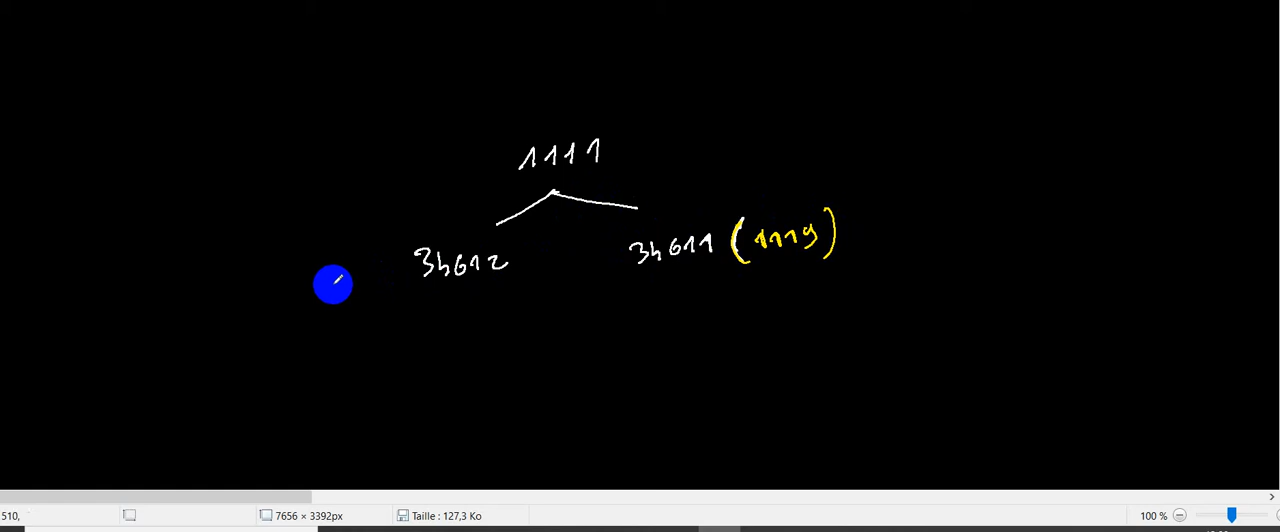 1111
34612 34611 (1119)
510, 7656 × 3392px Taille : 127,3 Ko 100 %